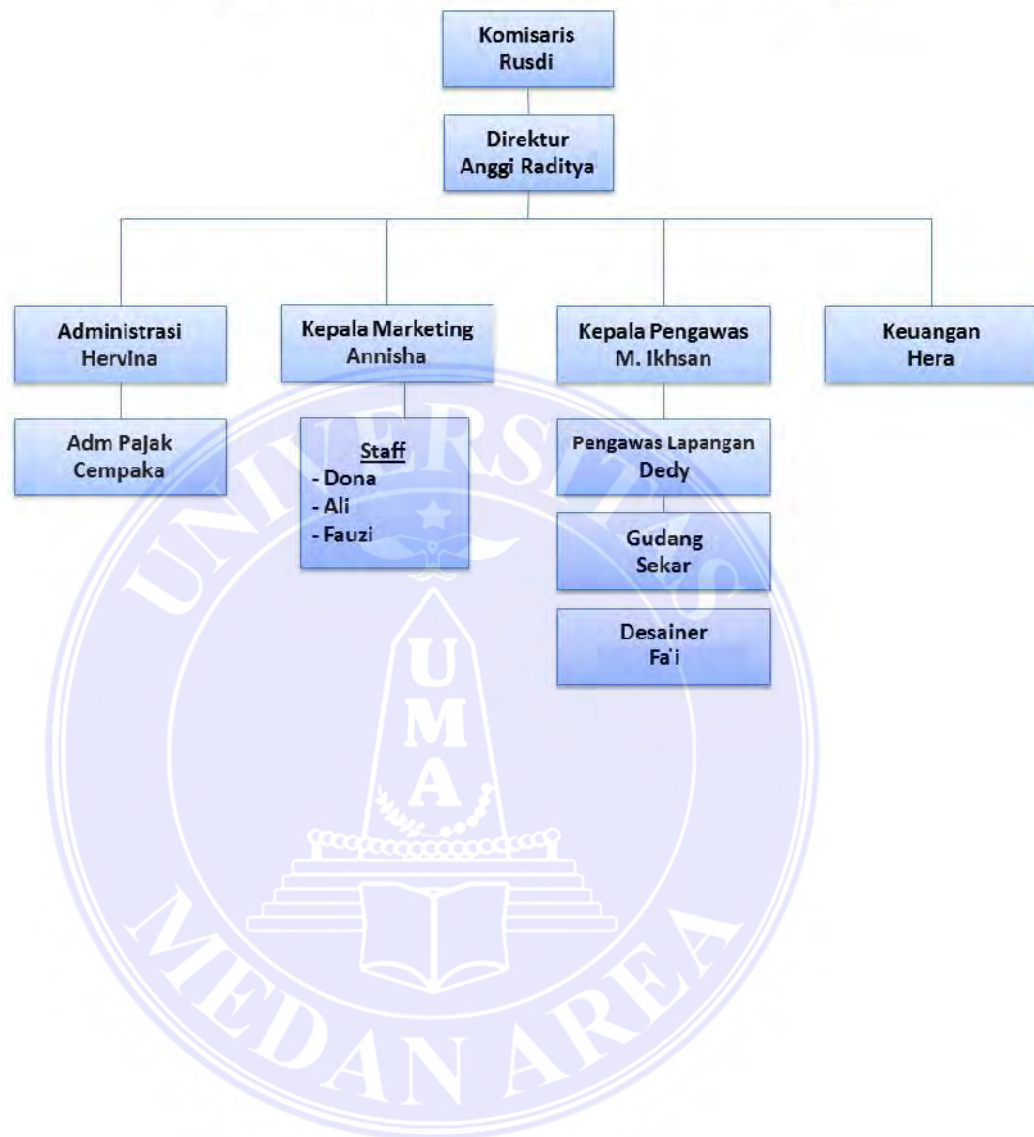 Komisaris
Rusdi
Direktur
Anggi Raditya
Administrasi
Hervina
Kepala Marketing
Annisha
Kepala Pengawas
M. Ikhsan
Keuangan
Hera
Adm Pajak
Cempaka
Staff
- Dona
- Ali
- Fauzi
Pengawas Lapangan
Dedy
Gudang
Sekar
Desainer
Fa'i
UNIVERSITAS
UMA
MEDAN AREA